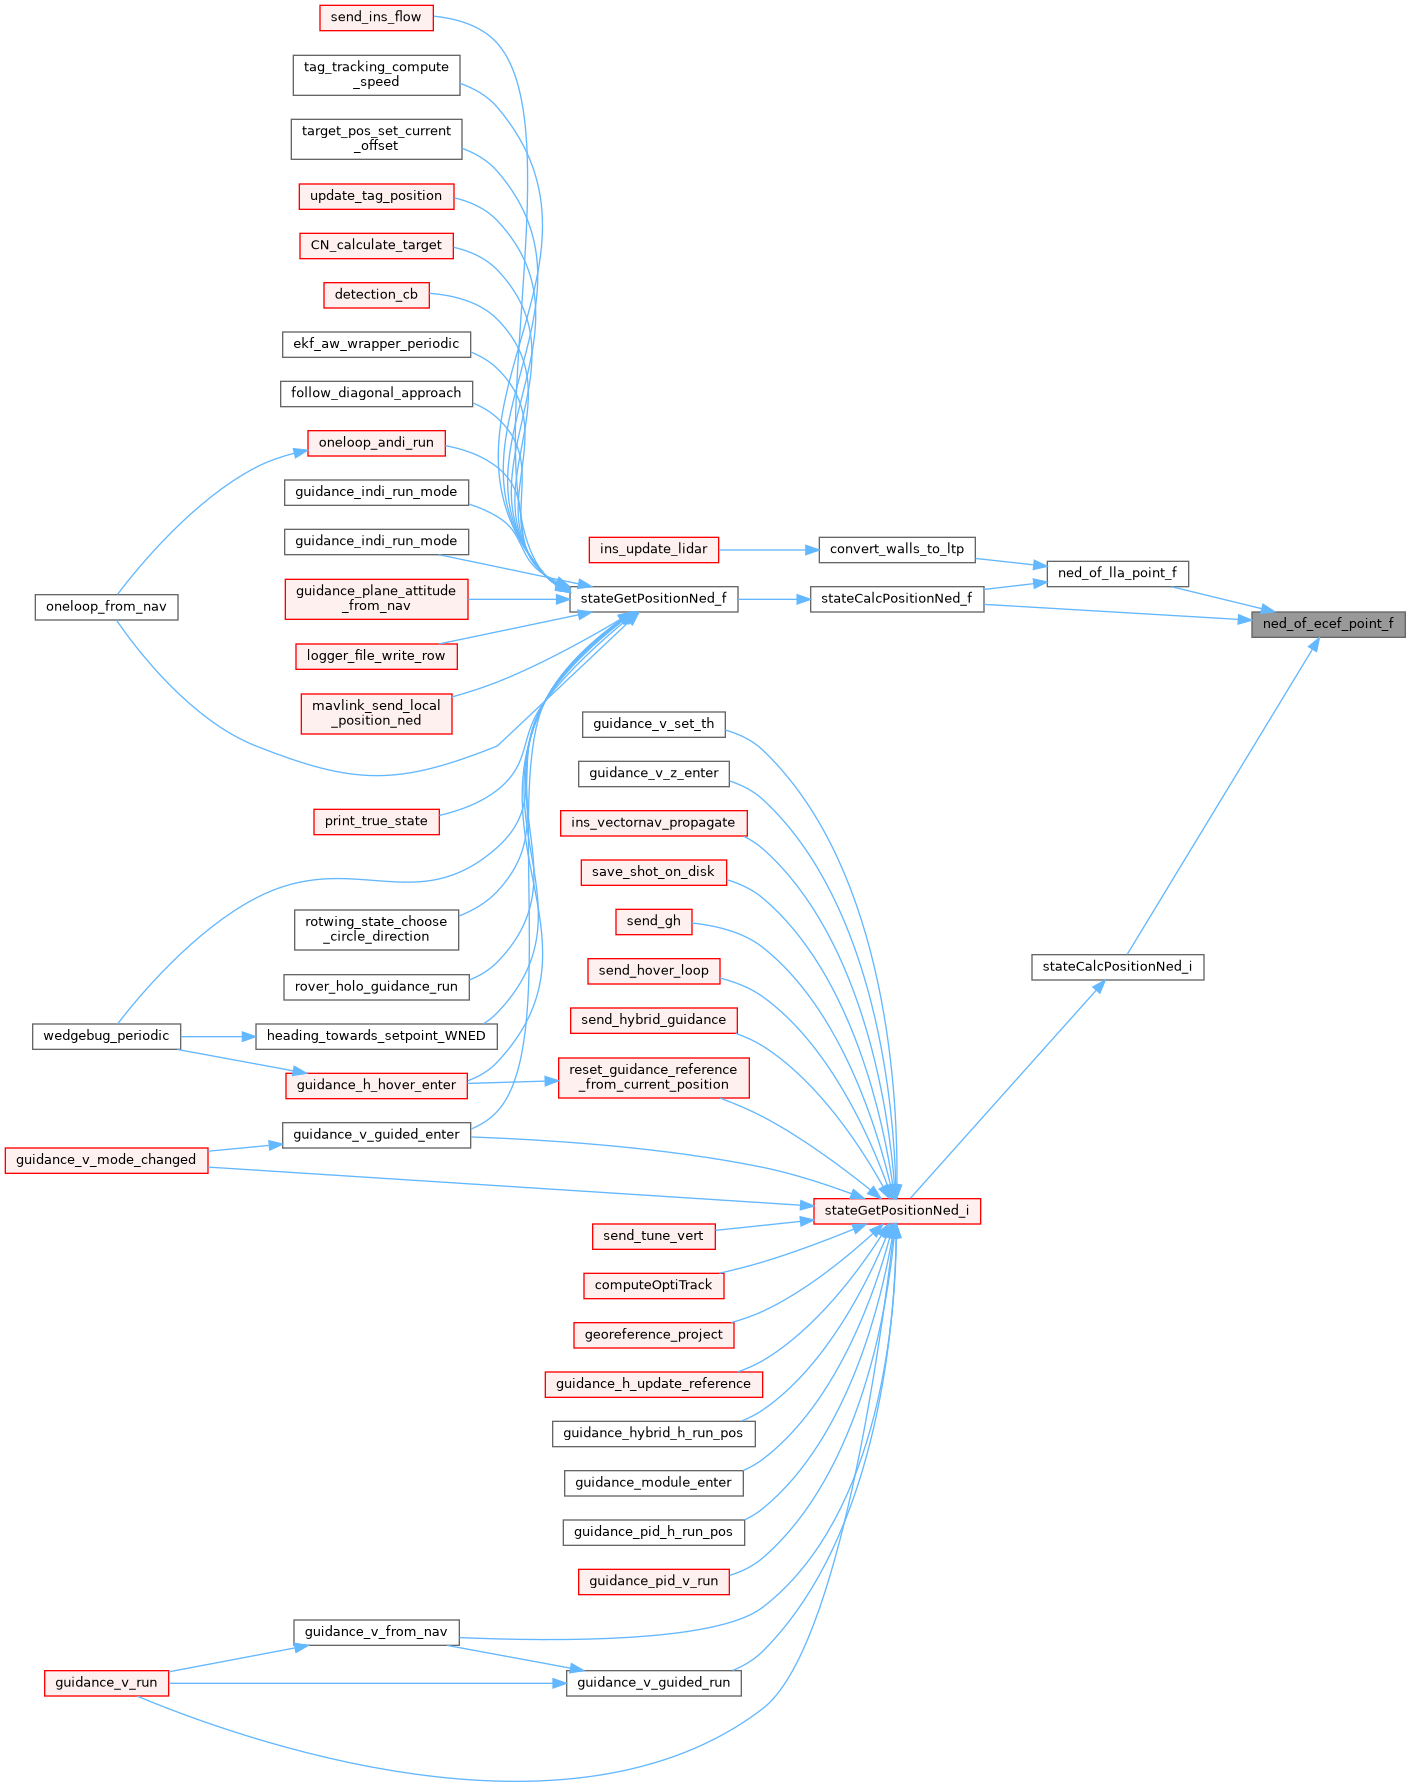 send_ins_flow
tag_tracking_compute
_speed
target_pos_set_current
_offset
update_tag_position
CN_calculate_target
detection_cb
ekf_aw_wrapper_periodic
follow_diagonal_approach
oneloop_andi_run
guidance_indi_run_mode
guidance_indi_run_mode
guidance_plane_attitude
_from_nav
oneloop_from_nav
logger_file_write_row
mavlink_send_local
_position_ned
print_true_state
rotwing_state_choose
_circle_direction
rover_holo_guidance_run
wedgebug_periodic
heading_towards_setpoint_WNED
guidance_h_hover_enter
guidance_v_guided_enter
guidance_v_mode_changed
guidance_v_from_nav
guidance_v_run
ins_update_lidar
stateGetPositionNed_f
guidance_v_set_th
guidance_v_z_enter
ins_vectornav_propagate
save_shot_on_disk
send_gh
send_hover_loop
send_hybrid_guidance
reset_guidance_reference
_from_current_position
send_tune_vert
computeOptiTrack
georeference_project
guidance_h_update_reference
guidance_hybrid_h_run_pos
guidance_module_enter
guidance_pid_h_run_pos
guidance_pid_v_run
guidance_v_guided_run
convert_walls_to_ltp
stateCalcPositionNed_f
stateGetPositionNed_i
ned_of_lla_point_f
stateCalcPositionNed_i
ned_of_ecef_point_f